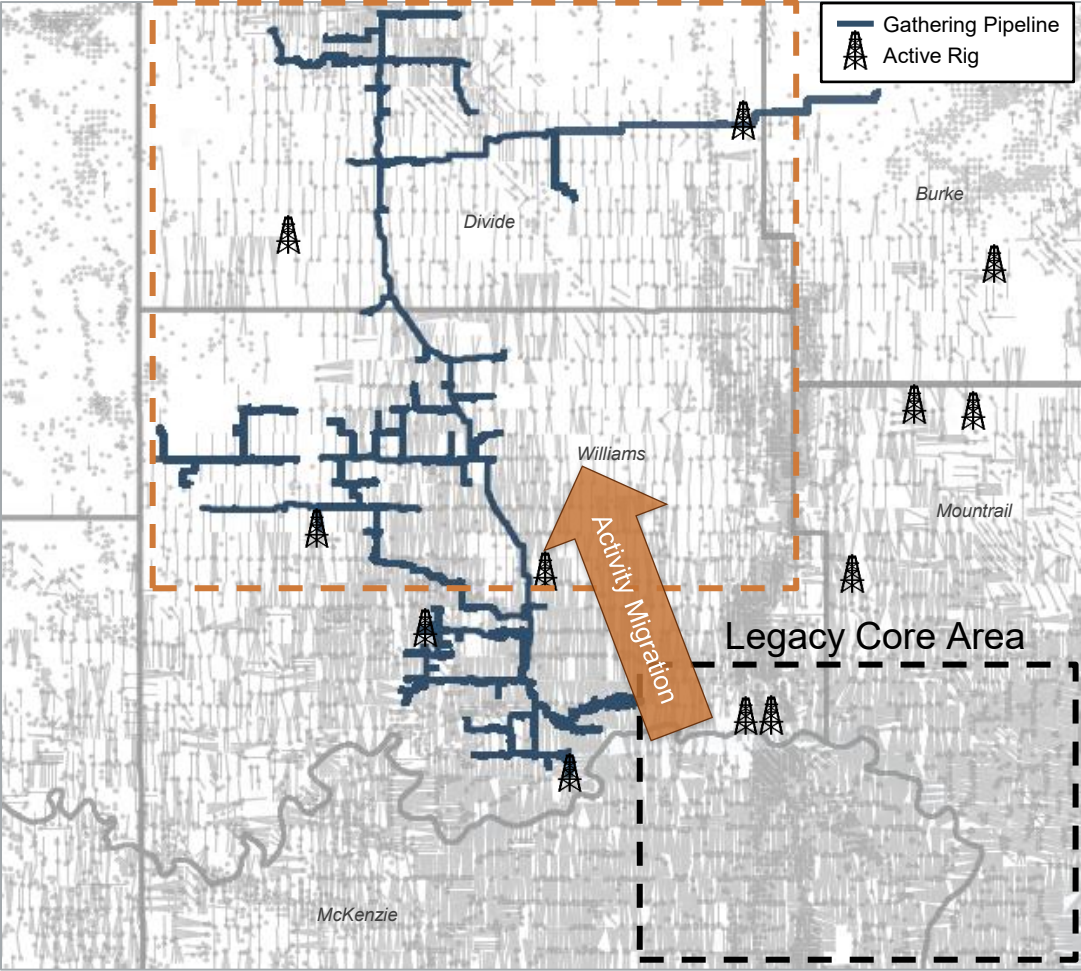 Gathering Pipeline
Active Rig
Burke
Divide
Williams
Mountrail
Activity Migration
Legacy Core Area
McKenzie